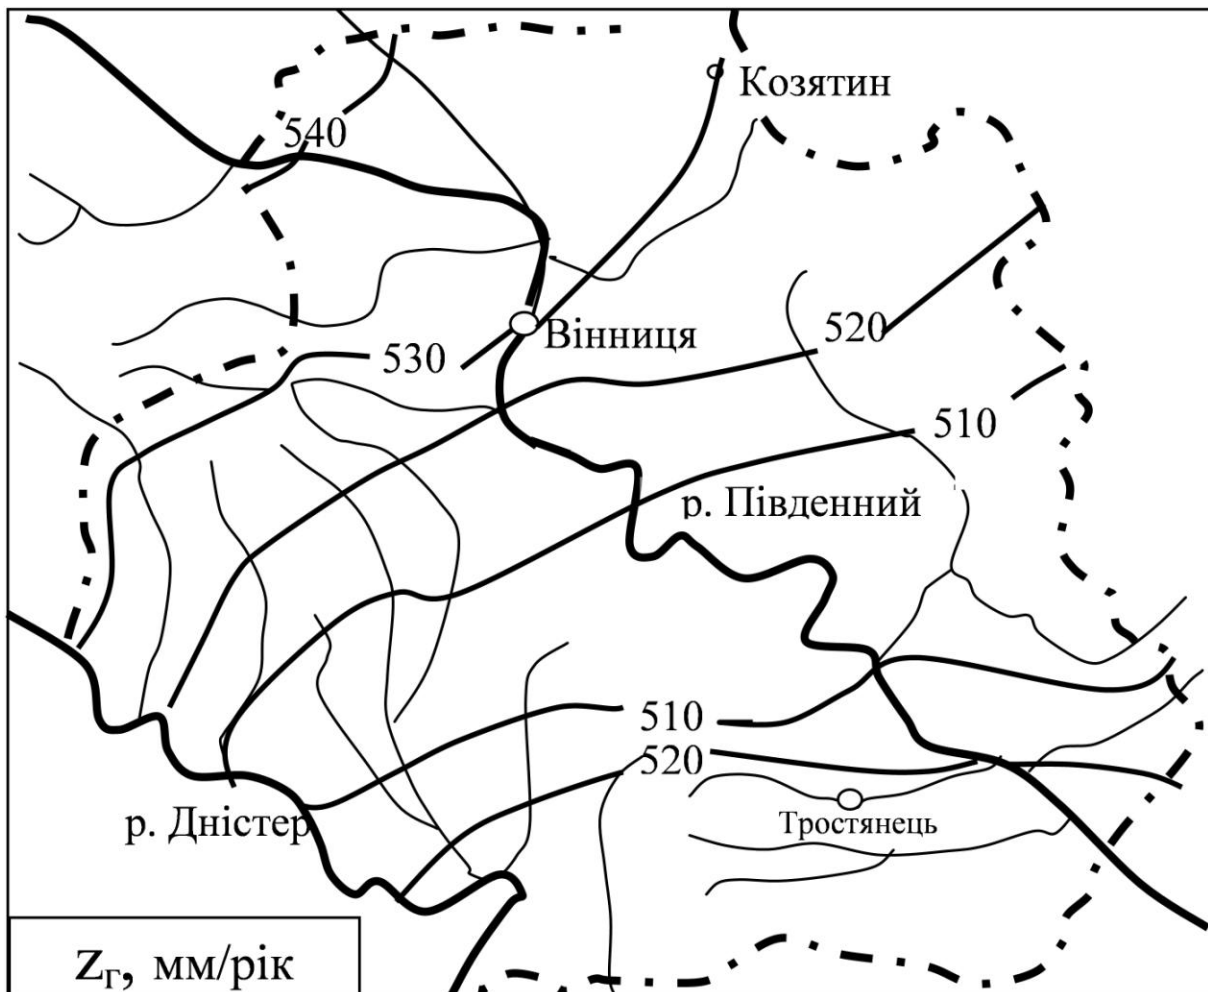 Козятин
540
520
Вінниця
530
510
р. Південний
510
520
р. Дністер
Тростянець
zг, мм/рік